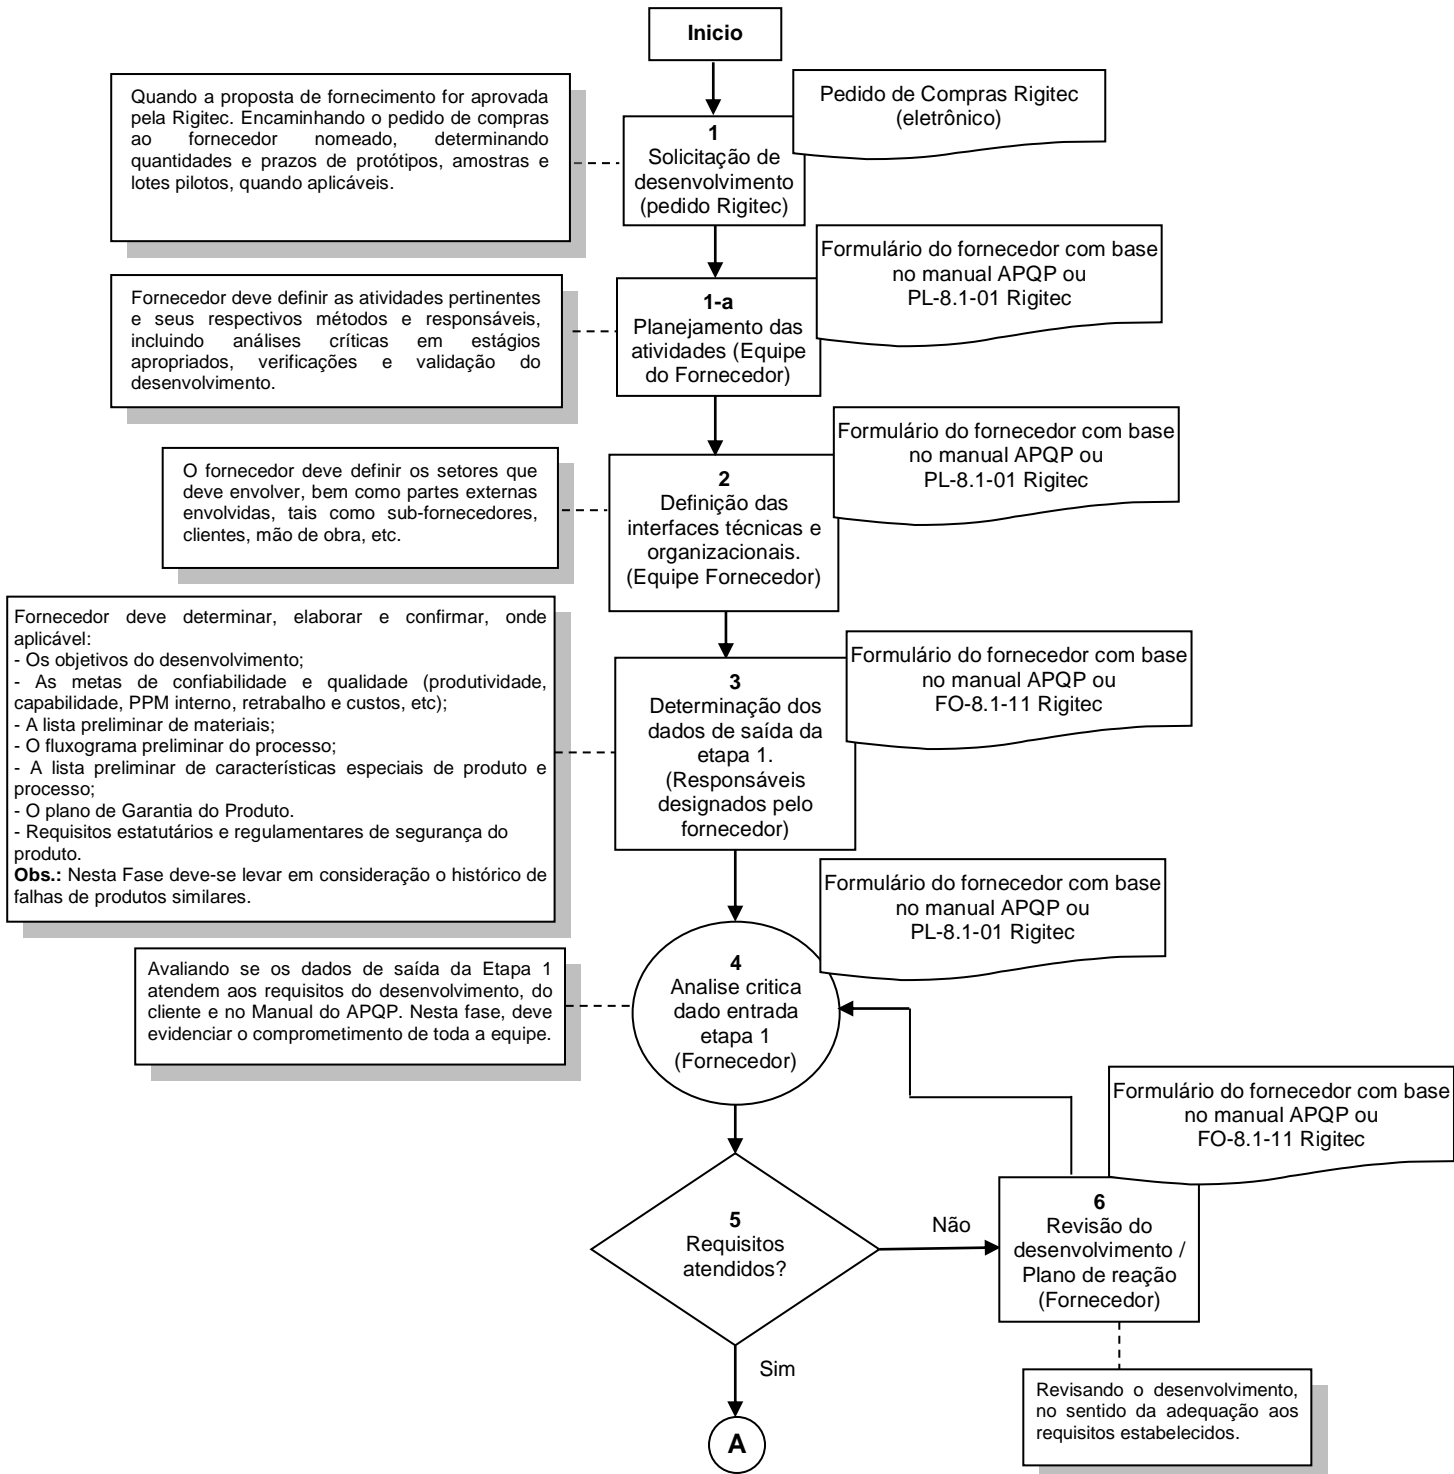 Inicio
Pedido de Compras Rigitec
(eletrônico)
Quando a proposta de fornecimento for aprovada
pela Rigitec. Encaminhando o pedido de compras
ao fornecedor nomeado, determinando
quantidades e prazos de protótipos, amostras e
lotes pilotos, quando aplicáveis.
1
Solicitação de
desenvolvimento
(pedido Rigitec)
Formulário do fornecedor com base
no manual APQP ou
PL-8.1-01 Rigitec
Fornecedor deve definir as atividades pertinentes
e seus respectivos métodos e responsáveis,
incluindo análises críticas em estágios
apropriados, verificações e validação do
desenvolvimento.
1-a
Planejamento das
atividades (Equipe
do Fornecedor)
Formulário do fornecedor com base
no manual APQP ou
PL-8.1-01 Rigitec
O fornecedor deve definir os setores que
deve envolver, bem como partes externas
envolvidas, tais como sub-fornecedores,
clientes, mão de obra, etc.
2
Definição das
interfaces técnicas e
organizacionais.
(Equipe Fornecedor)
Fornecedor deve determinar, elaborar e confirmar, onde
aplicável:
- Os objetivos do desenvolvimento;
- As metas de confiabilidade e qualidade (produtividade,
capabilidade, PPM interno, retrabalho e custos, etc);
- A lista preliminar de materiais;
- O fluxograma preliminar do processo;
- A lista preliminar de características especiais de produto e
processo;
- O plano de Garantia do Produto.
- Requisitos estatutários e regulamentares de segurança do
produto.
Obs.: Nesta Fase deve-se levar em consideração o histórico de
falhas de produtos similares.
Formulário do fornecedor com base
no manual APQP ou
FO-8.1-11 Rigitec
3
Determinação dos
dados de saída da
etapa 1.
(Responsáveis
designados pelo
fornecedor)
Formulário do fornecedor com base
no manual APQP ou
PL-8.1-01 Rigitec
Avaliando se os dados de saída da Etapa 1
atendem aos requisitos do desenvolvimento, do
cliente e no Manual do APQP. Nesta fase, deve
evidenciar o comprometimento de toda a equipe.
4
Analise critica
dado entrada
etapa 1
(Fornecedor)
Formulário do fornecedor com base
no manual APQP ou
FO-8.1-11 Rigitec
5
Requisitos
atendidos?
Não
6
Revisão do
desenvolvimento /
Plano de reação
(Fornecedor)
Sim
Revisando o desenvolvimento,
no sentido da adequação aos
requisitos estabelecidos.
A